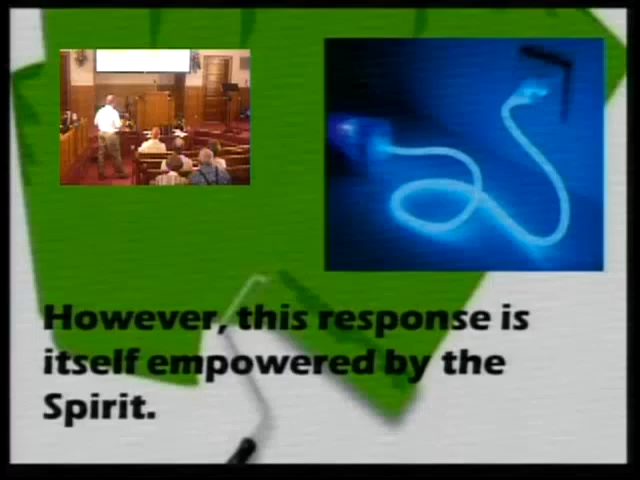 However, this response is
itself empowered by the
Spirit.